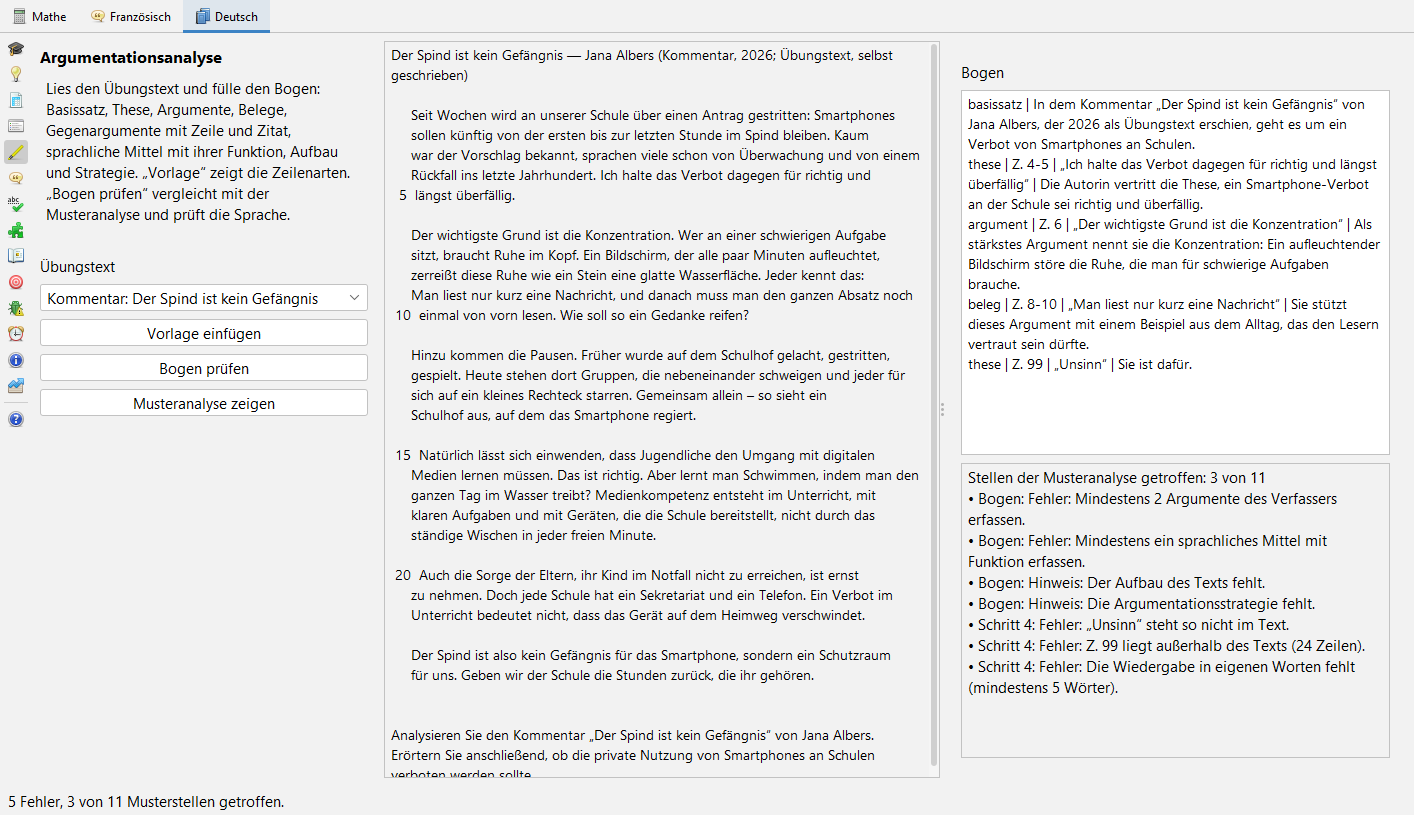 Mathe
Französisch
Deutsch
Argumentationsanalyse
Lies den Übungstext und fülle den Bogen:
Basissatz, These, Argumente, Belege,
Gegenargumente mit Zeile und Zitat,
sprachliche Mittel mit ihrer Funktion, Aufbau
und Strategie. „Vorlage“ zeigt die Zeilenarten.
„Bogen prüfen“ vergleicht mit der
Musteranalyse und prüft die Sprache.
Übungstext
Kommentar: Der Spind ist kein Gefängnis
Vorlage einfügen
Bogen prüfen
Musteranalyse zeigen
Der Spind ist kein Gefängnis — Jana Albers (Kommentar, 2026; Übungstext, selbst
geschrieben)
Seit Wochen wird an unserer Schule über einen Antrag gestritten: Smartphones
sollen künftig von der ersten bis zur letzten Stunde im Spind bleiben. Kaum
war der Vorschlag bekannt, sprachen viele schon von Überwachung und von einem
Rückfall ins letzte Jahrhundert. Ich halte das Verbot dagegen für richtig und
5 längst überfällig.
Der wichtigste Grund ist die Konzentration. Wer an einer schwierigen Aufgabe
sitzt, braucht Ruhe im Kopf. Ein Bildschirm, der alle paar Minuten aufleuchtet,
zerreißt diese Ruhe wie ein Stein eine glatte Wasserfläche. Jeder kennt das:
Man liest nur kurz eine Nachricht, und danach muss man den ganzen Absatz noch
10 einmal von vorn lesen. Wie soll so ein Gedanke reifen?
Hinzu kommen die Pausen. Früher wurde auf dem Schulhof gelacht, gestritten,
gespielt. Heute stehen dort Gruppen, die nebeneinander schweigen und jeder für
sich auf ein kleines Rechteck starren. Gemeinsam allein – so sieht ein
Schulhof aus, auf dem das Smartphone regiert.
15 Natürlich lässt sich einwenden, dass Jugendliche den Umgang mit digitalen
Medien lernen müssen. Das ist richtig. Aber lernt man Schwimmen, indem man den
ganzen Tag im Wasser treibt? Medienkompetenz entsteht im Unterricht, mit
klaren Aufgaben und mit Geräten, die die Schule bereitstellt, nicht durch das
ständige Wischen in jeder freien Minute.
20 Auch die Sorge der Eltern, ihr Kind im Notfall nicht zu erreichen, ist ernst
zu nehmen. Doch jede Schule hat ein Sekretariat und ein Telefon. Ein Verbot im
Unterricht bedeutet nicht, dass das Gerät auf dem Heimweg verschwindet.
Der Spind ist also kein Gefängnis für das Smartphone, sondern ein Schutzraum
für uns. Geben wir der Schule die Stunden zurück, die ihr gehören.
Analysieren Sie den Kommentar „Der Spind ist kein Gefängnis“ von Jana Albers.
Erörtern Sie anschließend, ob die private Nutzung von Smartphones an Schulen
verboten werden sollte.
Bogen
basissatz | In dem Kommentar „Der Spind ist kein Gefängnis“ von
Jana Albers, der 2026 als Übungstext erschien, geht es um ein
Verbot von Smartphones an Schulen.
these | Z. 4-5 | „Ich halte das Verbot dagegen für richtig und längst
überfällig“ | Die Autorin vertritt die These, ein Smartphone-Verbot
an der Schule sei richtig und überfällig.
argument | Z. 6 | „Der wichtigste Grund ist die Konzentration“ | Als
stärkstes Argument nennt sie die Konzentration: Ein aufleuchtender
Bildschirm störe die Ruhe, die man für schwierige Aufgaben
brauche.
beleg | Z. 8-10 | „Man liest nur kurz eine Nachricht“ | Sie stützt
dieses Argument mit einem Beispiel aus dem Alltag, das den Lesern
vertraut sein dürfte.
these | Z. 99 | „Unsinn“ | Sie ist dafür.
Stellen der Musteranalyse getroffen: 3 von 11
• Bogen: Fehler: Mindestens 2 Argumente des Verfassers
erfassen.
• Bogen: Fehler: Mindestens ein sprachliches Mittel mit
Funktion erfassen.
• Bogen: Hinweis: Der Aufbau des Texts fehlt.
• Bogen: Hinweis: Die Argumentationsstrategie fehlt.
• Schritt 4: Fehler: „Unsinn“ steht so nicht im Text.
• Schritt 4: Fehler: Z. 99 liegt außerhalb des Texts (24 Zeilen).
• Schritt 4: Fehler: Die Wiedergabe in eigenen Worten fehlt
(mindestens 5 Wörter).
5 Fehler, 3 von 11 Musterstellen getroffen.